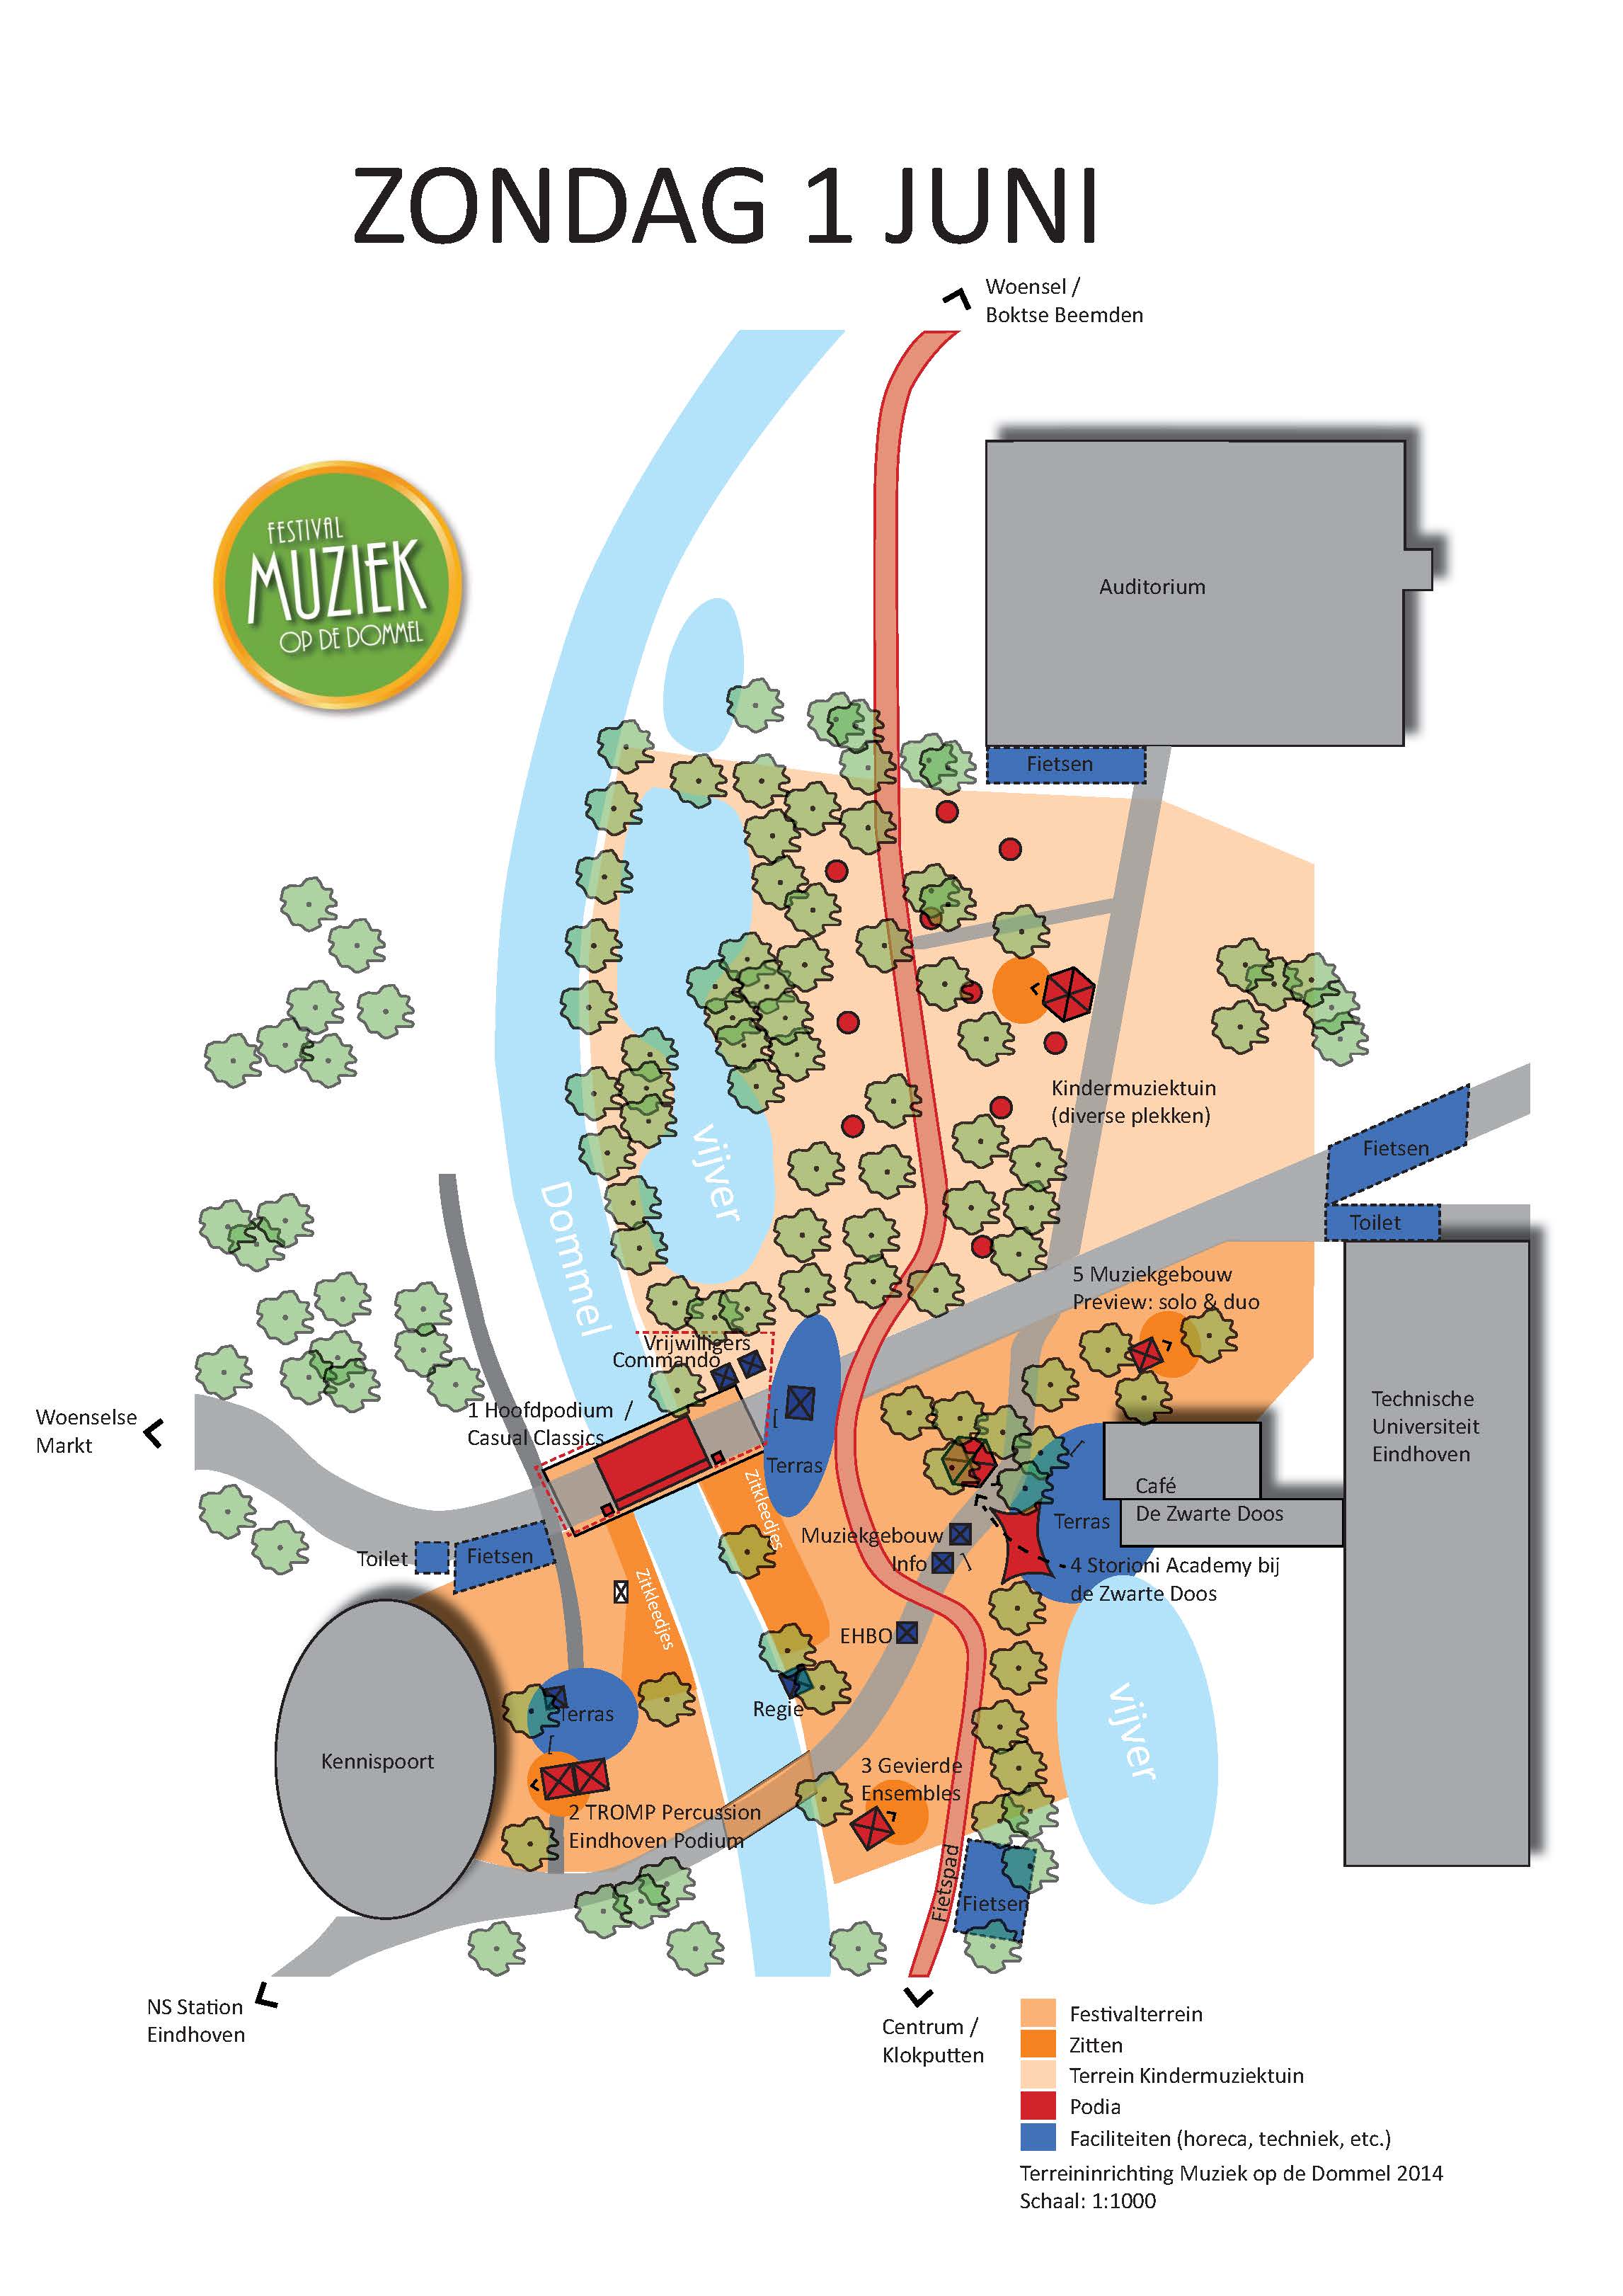 ZONDAG 1 JUNI
Woensel /
Boktse Beemden
FESTIVAL
MUZIEK
OP DE DOMMEL
Auditorium
Fietsen
Kindermuziektuin
(diverse plekken)
vijver
Dommel
Fietsen
Toilet
5 Muziekgebouw
Preview: solo & duo
Vrijwilligers
Commando
Technische
Universiteit
Eindhoven
Woenselse
Markt
1 Hoofdpodium /
Casual Classics
Terras
Zitkleedjes
Café
De Zwarte Doos
Terras
Muziekgebouw
Info
4 Storioni Academy bij
de Zwarte Doos
Toilet
Fietsen
Zitkleedjes
EHBO
Regie
Terras
vijver
Kennispoort
3 Gevierde
Ensembles
2 TROMP Percussion
Eindhoven Podium
Fietspad
Fietsen
NS Station
Eindhoven
Centrum /
Klokputten
Festivalterrein
Zitten
Terrein Kindermuziektuin
Podia
Faciliteiten (horeca, techniek, etc.)
Terreininrichting Muziek op de Dommel 2014
Schaal: 1:1000